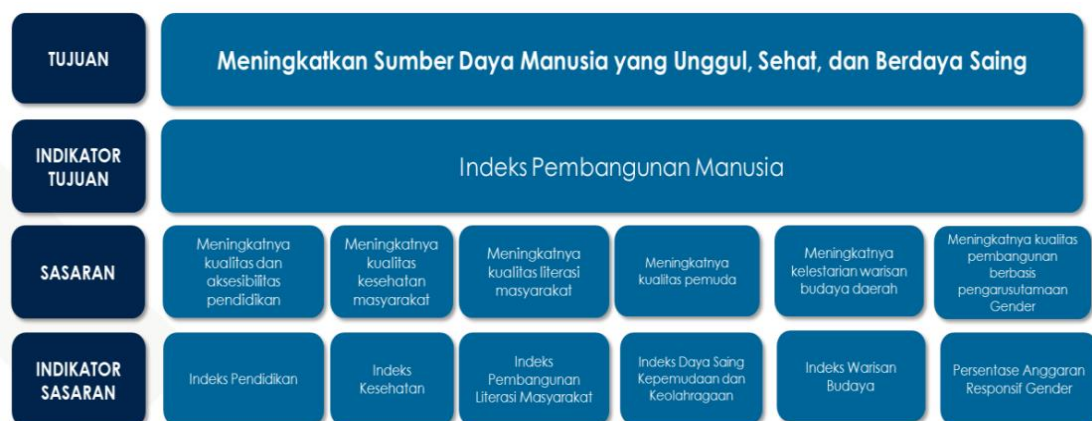 TUJUAN
Meningkatkan Sumber Daya Manusia yang Unggul, Sehat, dan Berdaya Saing
INDIKATOR
TUJUAN
Indeks Pembangunan Manusia
SASARAN
Meningkatnya
kualitas dan
aksesibilitas
pendidikan
Meningkatnya
kualitas
kesehatan
masyarakat
Meningkatnya
kualitas literasi
masyarakat
Meningkatnya
kualitas pemuda
Meningkatnya
kelestarian warisan
budaya daerah
Meningkatnya kualitas
pembangunan
berbasis
pengarusutamaan
Gender
INDIKATOR
SASARAN
Indeks Pendidikan
Indeks
Kesehatan
Indeks
Pembangunan
Literasi Masyarakat
Indeks Daya Saing
Kepemudaan dan
Keolahragaan
Indeks Warisan
Budaya
Persentase Anggaran
Responsif Gender